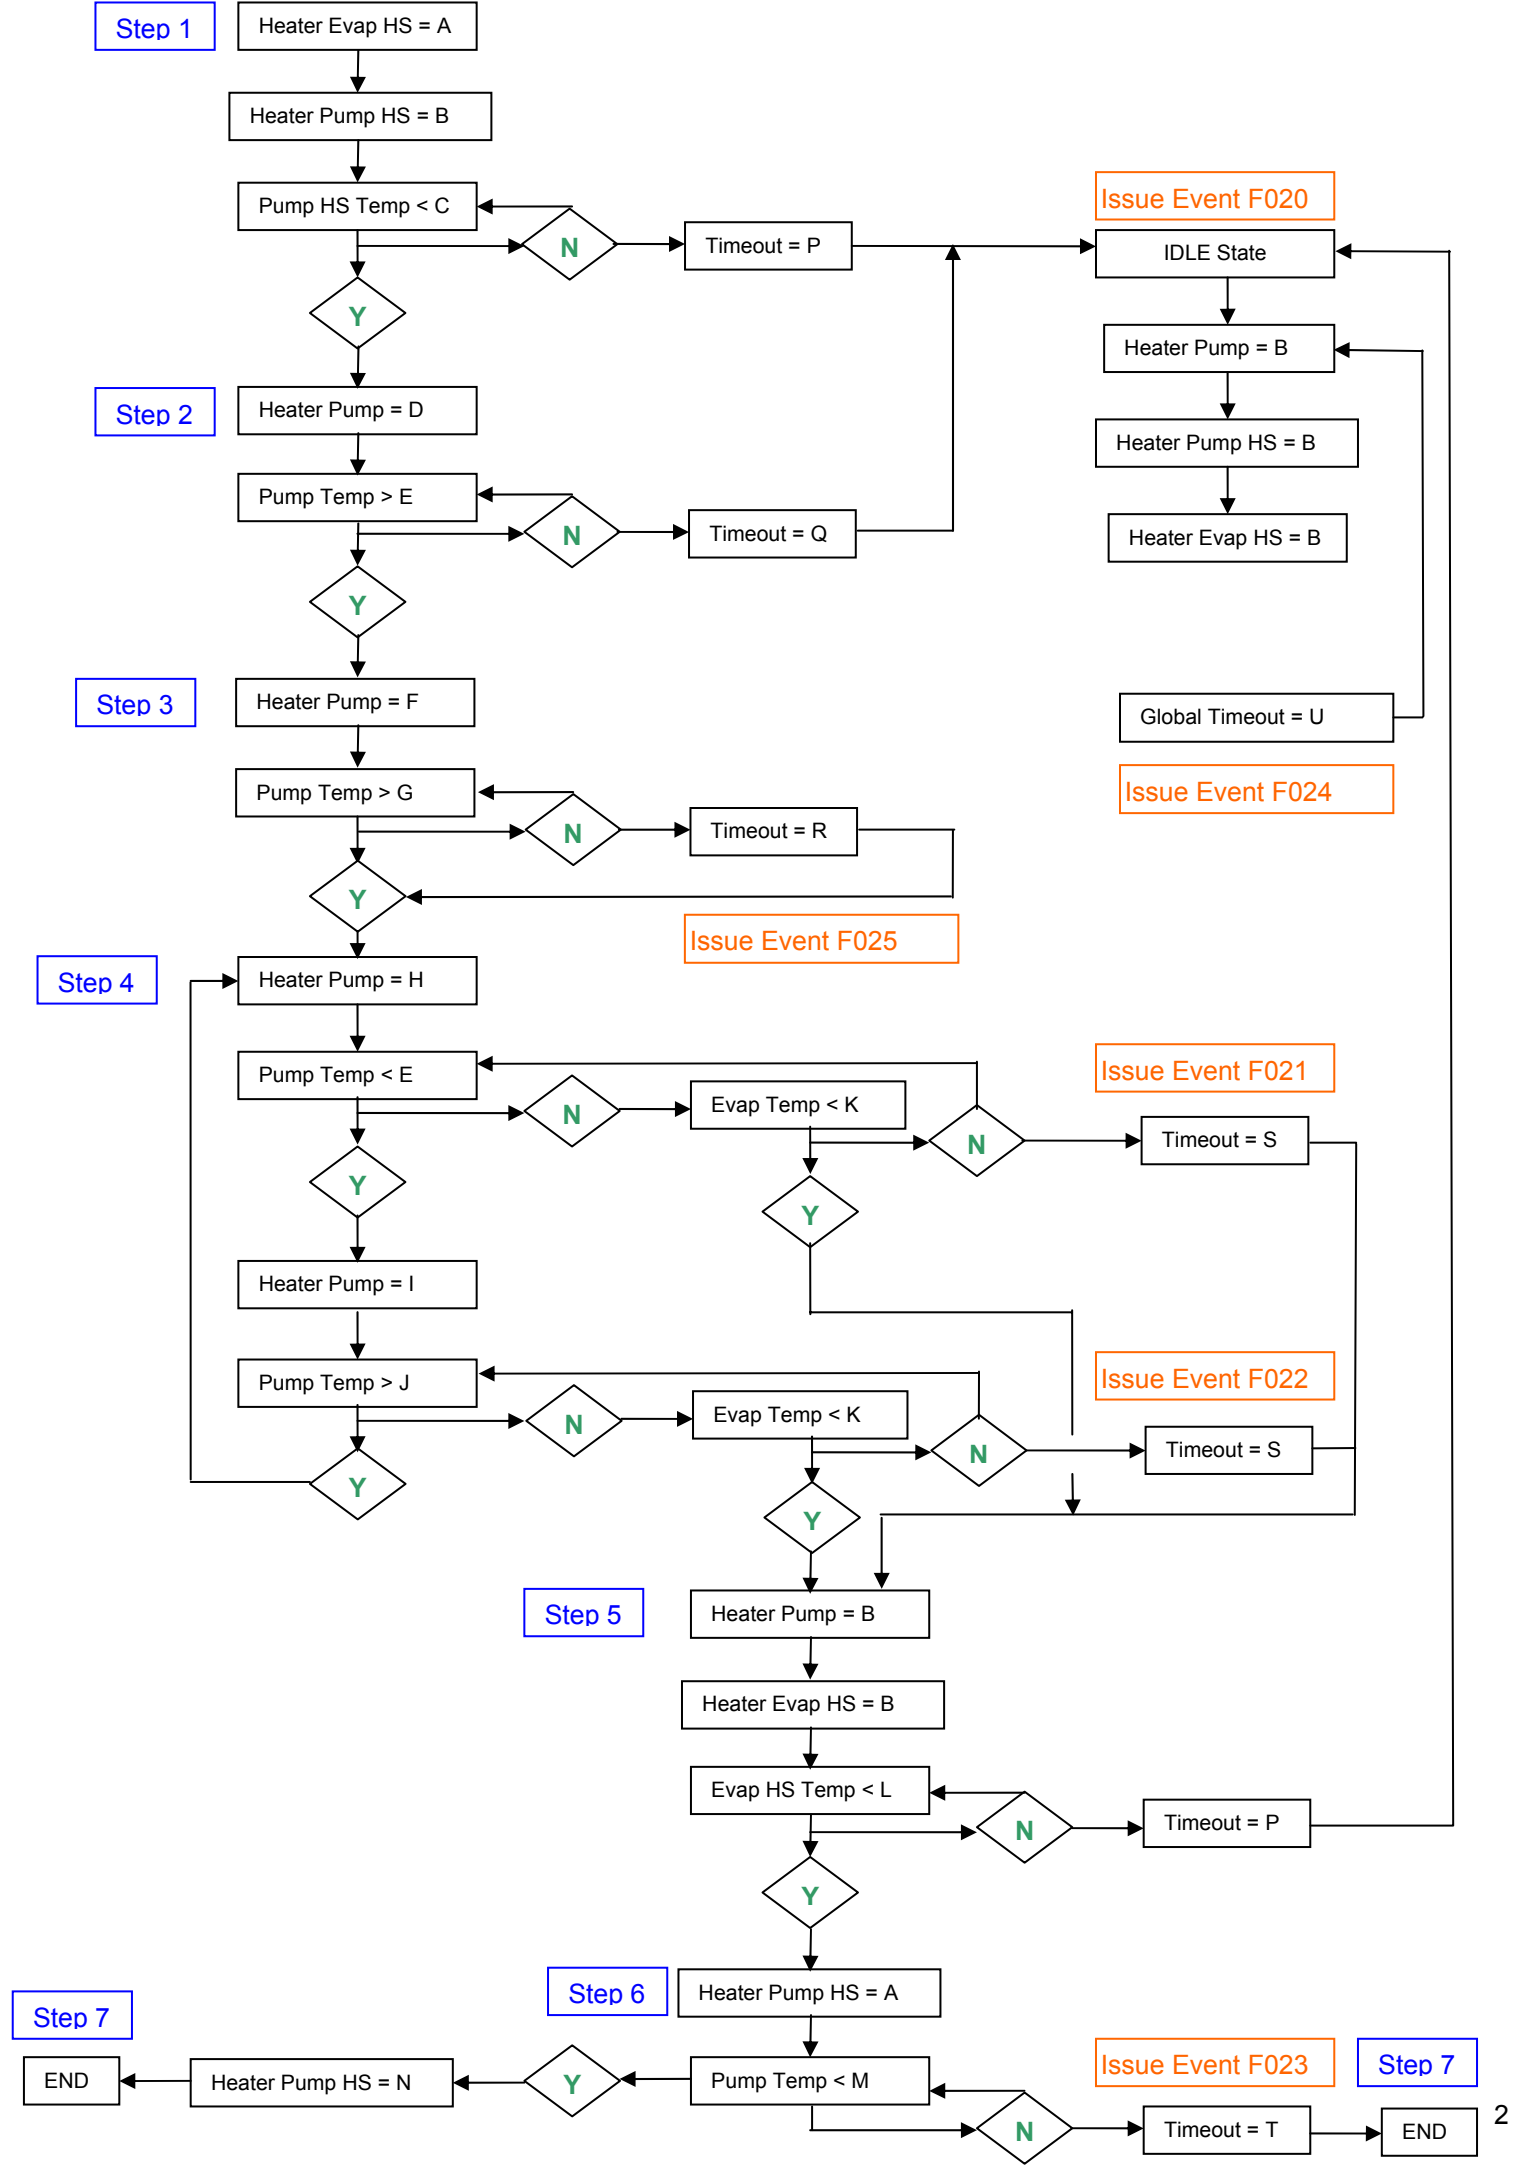 Step 1
Heater Evap HS = A
Heater Pump HS = B
Issue Event F020
Pump HS Temp < C
N
Timeout = P
IDLE State
Y
Heater Pump = B
Step 2
Heater Pump = D
Heater Pump HS = B
Pump Temp > E
N
Timeout = Q
Heater Evap HS = B
Y
Step 3
Heater Pump = F
Global Timeout = U
Pump Temp > G
Issue Event F024
N
Timeout = R
Y
Issue Event F025
Step 4
Heater Pump = H
Pump Temp < E
Issue Event F021
N
Evap Temp < K
N
Timeout = S
Y
Y
Heater Pump = I
Pump Temp > J
Issue Event F022
N
Evap Temp < K
N
Timeout = S
Y
Y
Step 5
Heater Pump = B
Heater Evap HS = B
Evap HS Temp < L
N
Timeout = P
Y
Step 6
Heater Pump HS = A
Step 7
END
Heater Pump HS = N
Y
Pump Temp < M
Issue Event F023
Step 7
N
Timeout = T
END
2